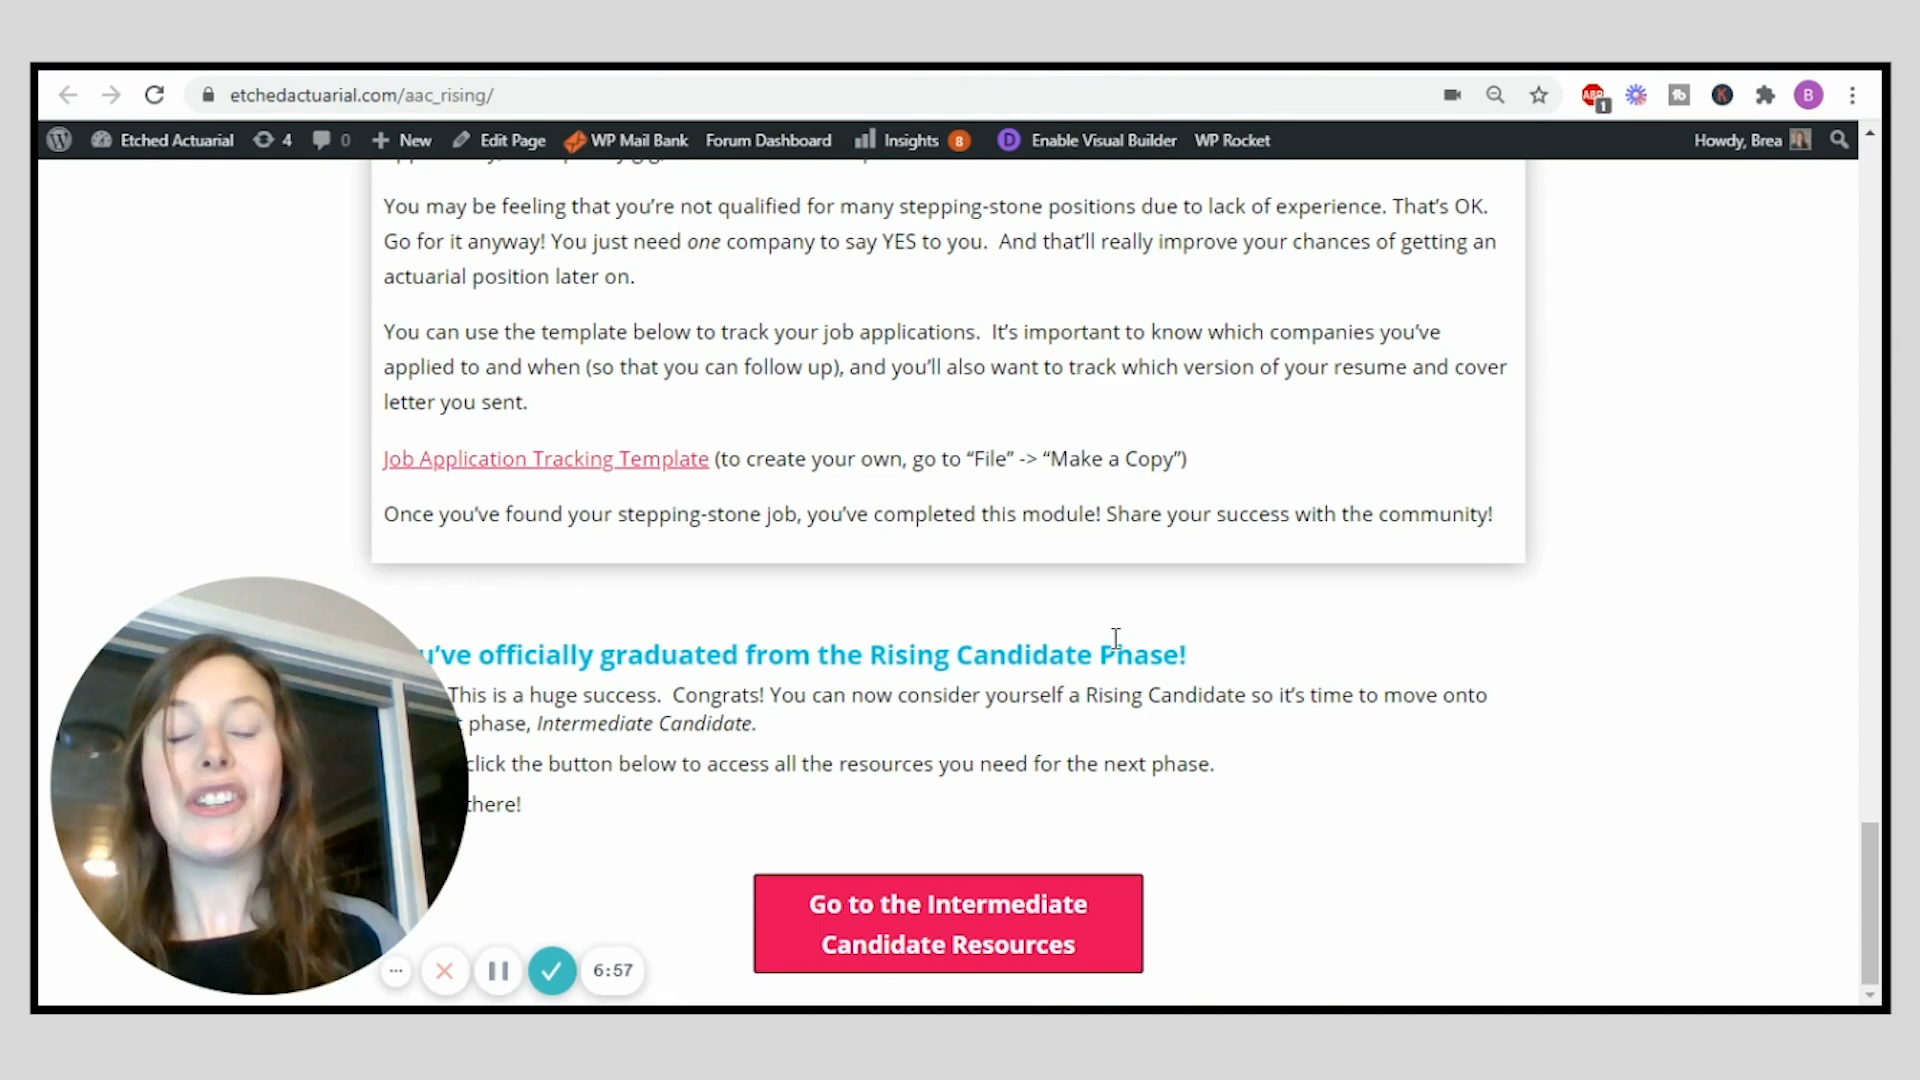 etchedactuarial.com/aac_rising/
ABP 1
B
Etched Actuarial 4 0 New Edit Page WP Mail Bank Forum Dashboard Insights 8 D Enable Visual Builder WP Rocket Howdy, Brea
You may be feeling that you’re not qualified for many stepping-stone positions due to lack of experience. That’s OK.
Go for it anyway! You just need one company to say YES to you. And that’ll really improve your chances of getting an
actuarial position later on.
You can use the template below to track your job applications. It’s important to know which companies you’ve
applied to and when (so that you can follow up), and you’ll also want to track which version of your resume and cover
letter you sent.
Job Application Tracking Template (to create your own, go to “File” -> “Make a Copy”)
Once you’ve found your stepping-stone job, you’ve completed this module! Share your success with the community!
u’ve officially graduated from the Rising Candidate Phase!
This is a huge success. Congrats! You can now consider yourself a Rising Candidate so it’s time to move onto
phase, Intermediate Candidate.
click the button below to access all the resources you need for the next phase.
there!
Go to the Intermediate
Candidate Resources
6:57